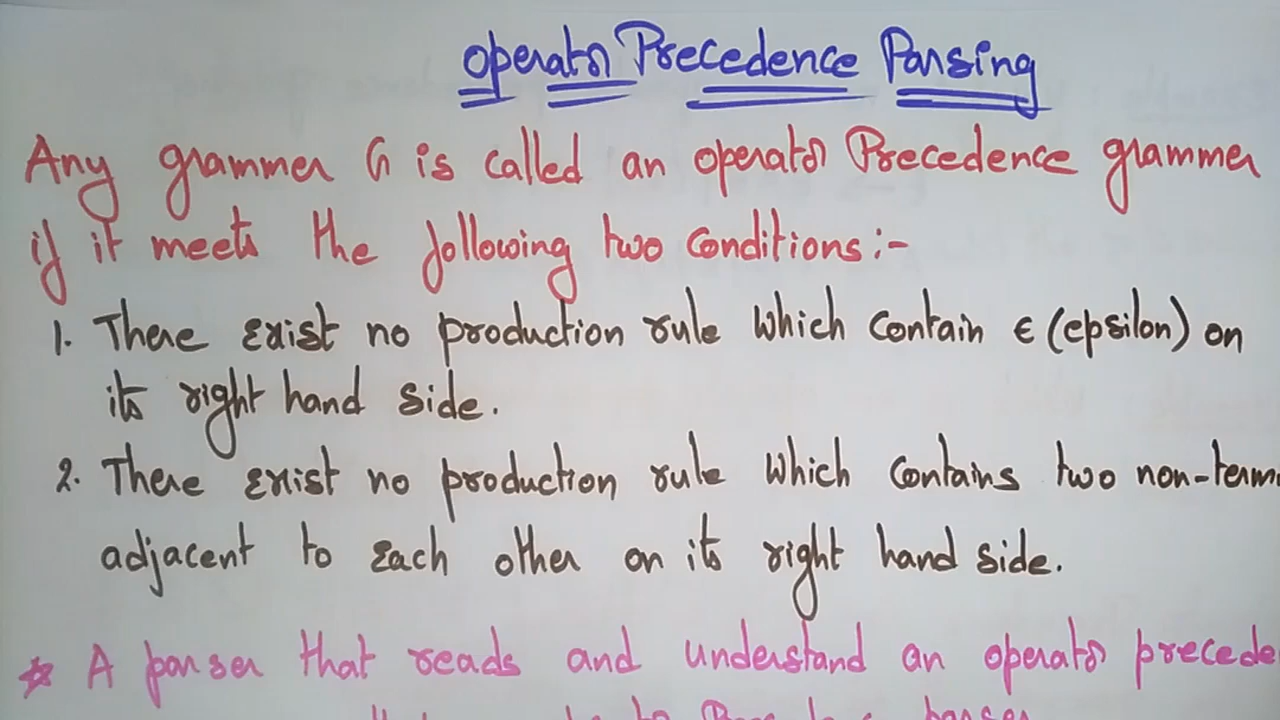 Operator Precedence Parsing
Any grammer G is called an operator Precedence grammer
if it meets the following two Conditions:-
1. There Exist no production rule which Contain ϵ (epsilon) on
its right hand Side.
2. There Exist no production rule which Contains two non-term
adjacent to Each other on its right hand side.
☆ A parser that reads and understand an operator precede
parser